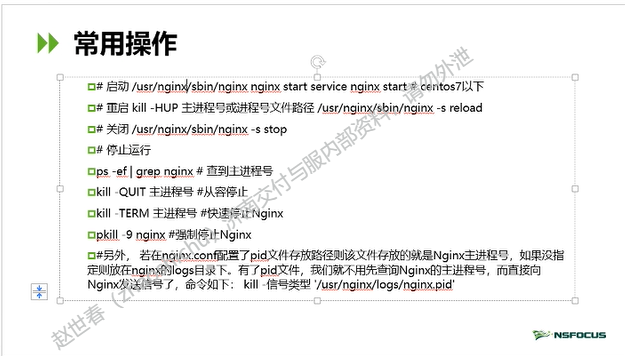 常用操作
# 启动 /usr/nginx/sbin/nginx nginx start service nginx start # centos7以下
# 重启 kill -HUP 主进程号或进程号文件路径 /usr/nginx/sbin/nginx -s reload
# 关闭 /usr/nginx/sbin/nginx -s stop
# 停止运行
ps -ef | grep nginx # 查到主进程号
kill -QUIT 主进程号 #从容停止
kill -TERM 主进程号 #快速停止Nginx
pkill -9 nginx #强制停止Nginx
#另外， 若在nginx.conf配置了pid文件存放路径则该文件存放的就是Nginx主进程号，如果没指
定则放在nginx的logs目录下。有了pid文件，我们就不用先查询Nginx的主进程号，而直接向
Nginx发送信号了，命令如下： kill -信号类型 '/usr/nginx/logs/nginx.pid'
赵世春 济南交付与服内部资料，请勿外泄
NSFOCUS